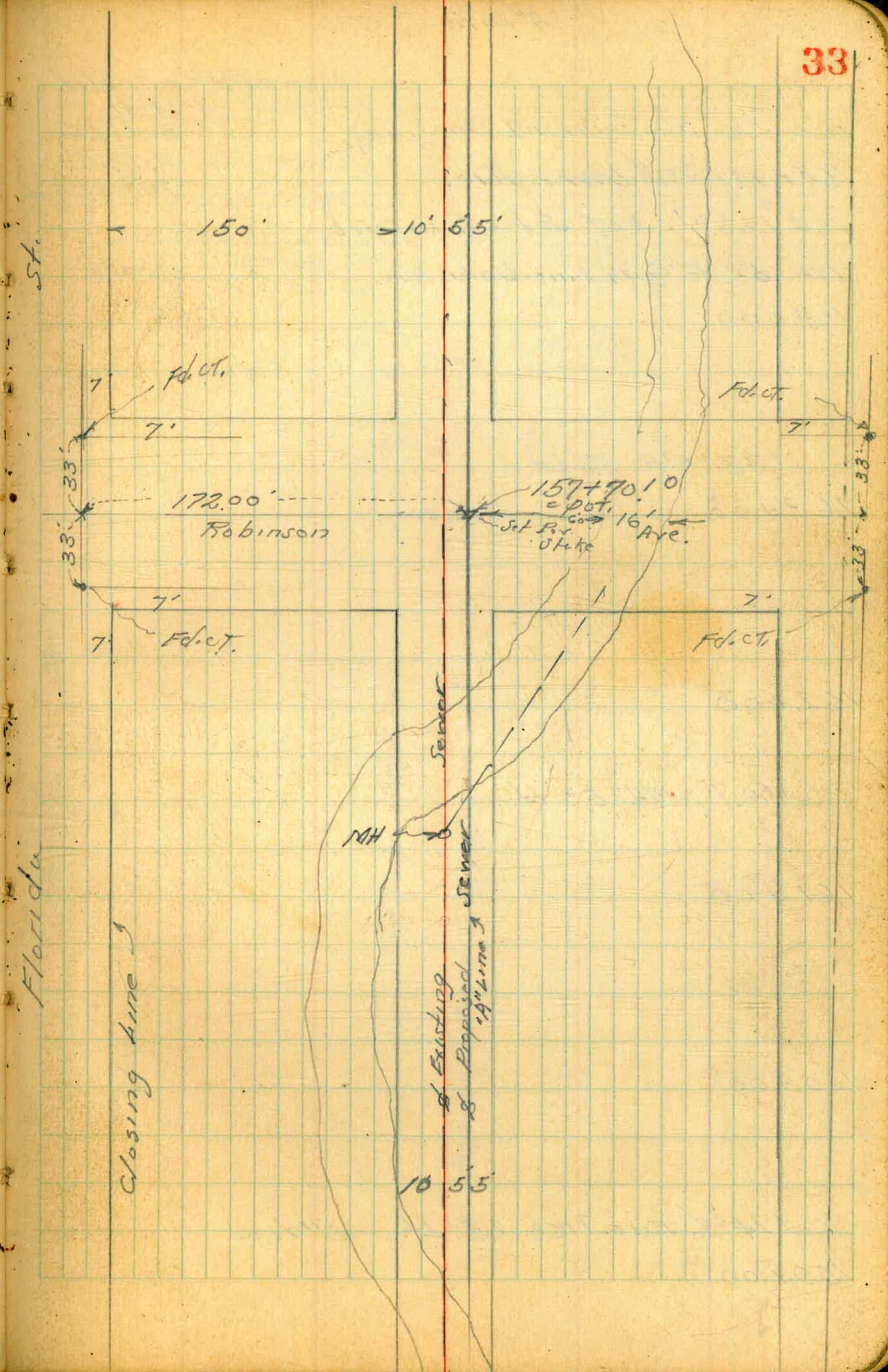 33
150' 10' 5' 5'
St.
Fd. CT.
7'
7'
Fd. CT.
7'
33'
33'
172.00'
157+70.10
= P.O.T.
Robinson
Set
Ave.
16'
33'
33'
7'
7'
7'
Fd. CT.
Fd. CT.
Sewer
MH
Sewer
Florida
Closing Line
Existing
Proposed
"A" Line
10 5' 5'